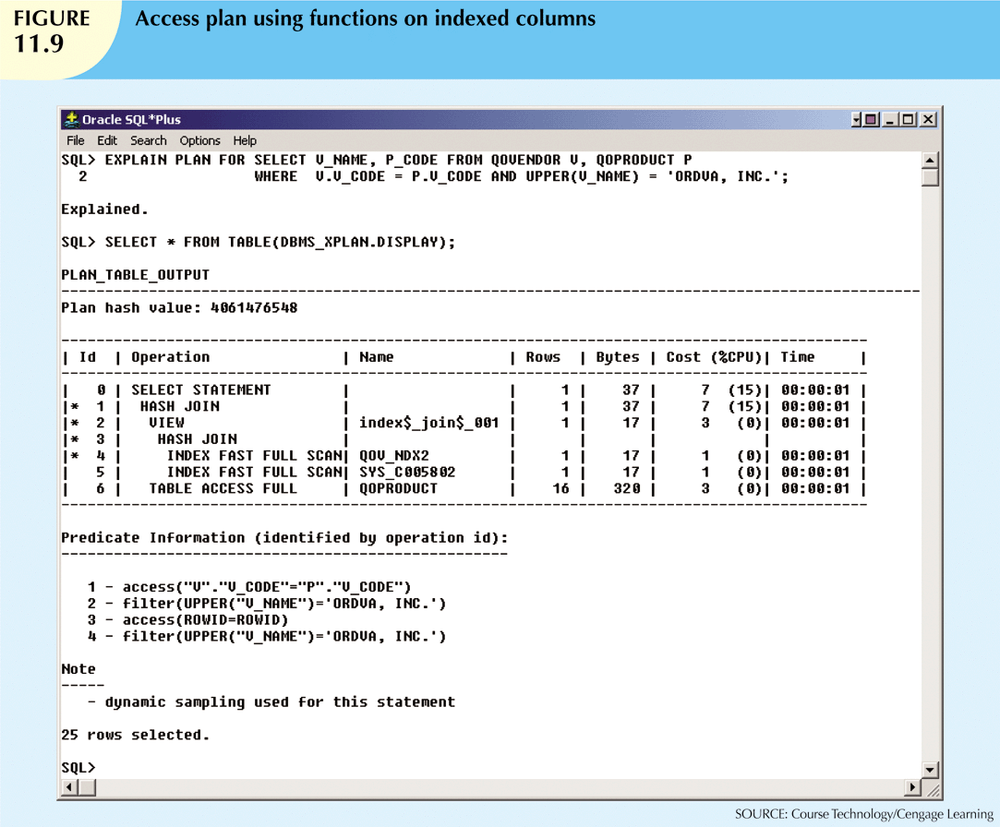 FIGURE 11.9
Access plan using functions on indexed columns
Oracle SQL*Plus
File Edit Search Options Help
SQL> EXPLAIN PLAN FOR SELECT V_NAME, P_CODE FROM QOVENDOR V, QOPRODUCT P
  2                   WHERE  V.V_CODE = P.V_CODE AND UPPER(V_NAME) = 'ORDVA, INC.';
Explained.
SQL> SELECT * FROM TABLE(DBMS_XPLAN.DISPLAY);
PLAN_TABLE_OUTPUT
--------------------------------------------------------------------------------------------------
Plan hash value: 4061476548
--------------------------------------------------------------------------------------------
| Id  | Operation               | Name             | Rows  | Bytes | Cost (%CPU)| Time     |
--------------------------------------------------------------------------------------------
|   0 | SELECT STATEMENT        |                  |     1 |    37 |     7  (15)| 00:00:01 |
|*  1 |  HASH JOIN              |                  |     1 |    37 |     7  (15)| 00:00:01 |
|*  2 |   VIEW                  | index$_join$_001 |     1 |    17 |     3   (0)| 00:00:01 |
|*  3 |    HASH JOIN            |                  |       |       |            |          |
|*  4 |     INDEX FAST FULL SCAN| QOV_NDX2         |     1 |    17 |     1   (0)| 00:00:01 |
|   5 |     INDEX FAST FULL SCAN| SYS_C005802      |     1 |    17 |     1   (0)| 00:00:01 |
|   6 |   TABLE ACCESS FULL     | QOPRODUCT        |    16 |   320 |     3   (0)| 00:00:01 |
--------------------------------------------------------------------------------------------
Predicate Information (identified by operation id):
---------------------------------------------------
   1 - access("V"."V_CODE"="P"."V_CODE")
   2 - filter(UPPER("V_NAME")='ORDVA, INC.')
   3 - access(ROWID=ROWID)
   4 - filter(UPPER("V_NAME")='ORDVA, INC.')
Note
-----
   - dynamic sampling used for this statement
25 rows selected.
SQL>
SOURCE: Course Technology/Cengage Learning